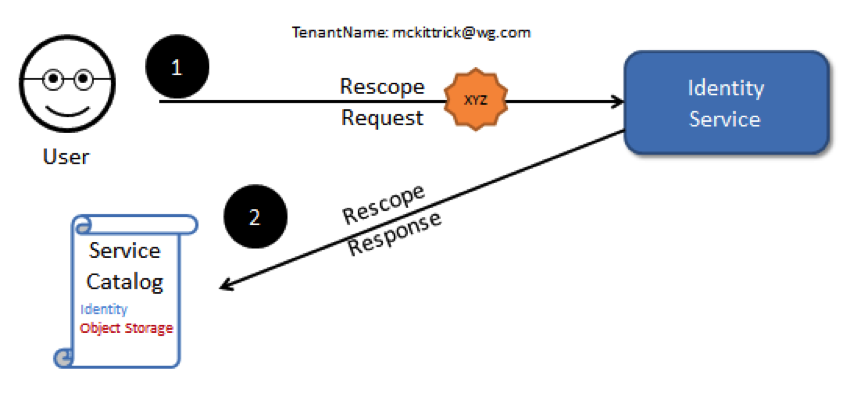 TenantName: mckittrick@wg.com
1
Rescope
Request
XYZ
Identity
Service
User
2
Rescope
Response
Service
Catalog
Identity
Object Storage